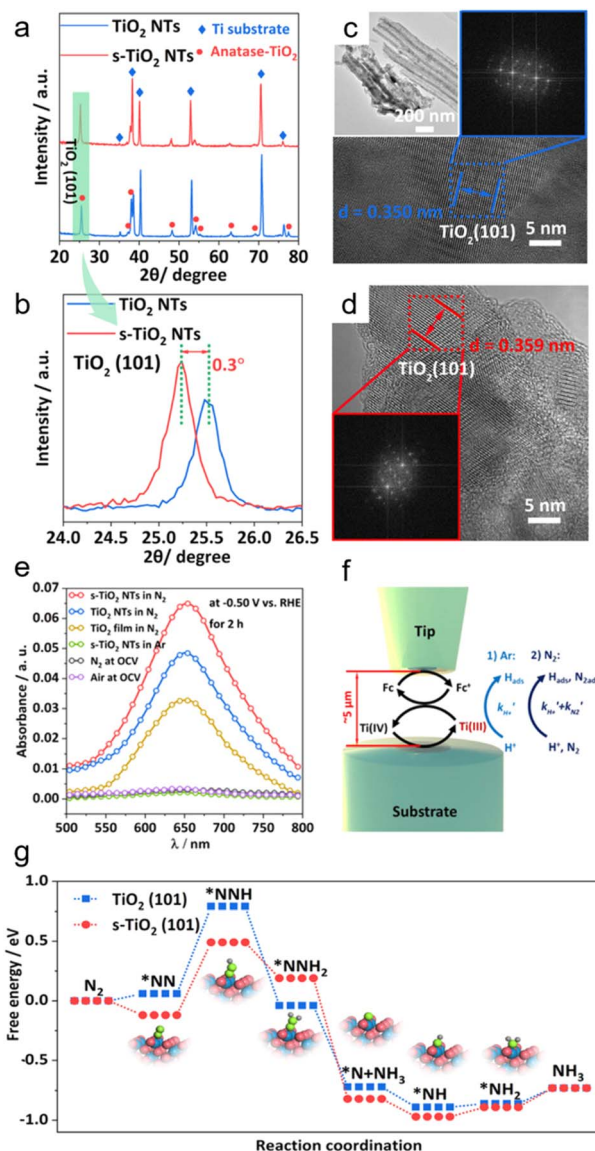 a
TiO2 NTs
s-TiO2 NTs
Ti substrate
Anatase-TiO2
Intensity / a.u.
TiO2 (101)
20 30 40 50 60 70 80
2θ/ degree
b
TiO2 NTs
s-TiO2 NTs
TiO2 (101)
0.3°
Intensity / a.u.
24.0 24.5 25.0 25.5 26.0 26.5
2θ/ degree
c
200 nm
d = 0.350 nm
TiO2(101)
5 nm
d
d = 0.359 nm
TiO2(101)
5 nm
e
s-TiO2 NTs in N2
TiO2 NTs in N2
TiO2 film in N2
s-TiO2 NTs in Ar
N2 at OCV
Air at OCV
at -0.50 V vs. RHE
for 2 h
Absorbance / a.u.
0.07
0.06
0.05
0.04
0.03
0.02
0.01
0.00
500 550 600 650 700 750 800
λ / nm
f
Tip
~5 μm
Fc
Fc+
Ti(IV)
Ti(III)
Substrate
1) Ar:
Hads
kH+'
H+
2) N2:
Hads, N2ad
kH+'+kN2'
H+, N2
g
TiO2 (101)
s-TiO2 (101)
Free energy / eV
1.0
0.5
0.0
-0.5
-1.0
N2
*NN
*NNH
*NNH2
*N+NH3
*NH
*NH2
NH3
Reaction coordination